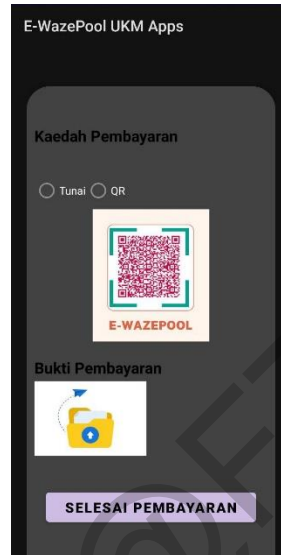 E-WazePool UKM Apps
Kaedah Pembayaran
Tunai QR
E-WAZEPOOL
Bukti Pembayaran
SELESAI PEMBAYARAN